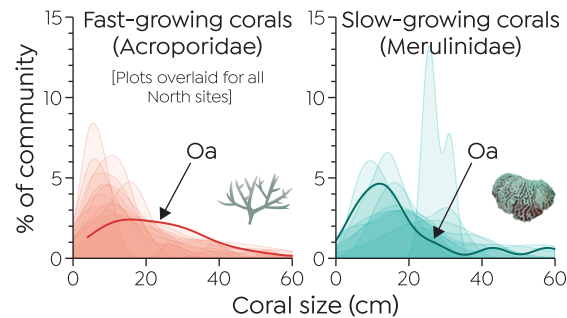 Fast-growing corals
(Acroporidae)
[Plots overlaid for all
North sites]
Oa
15
10
5
0
0 20 40 60
% of community
Slow-growing corals
(Merulinidae)
Oa
15
10
5
0
0 20 40 60
Coral size (cm)